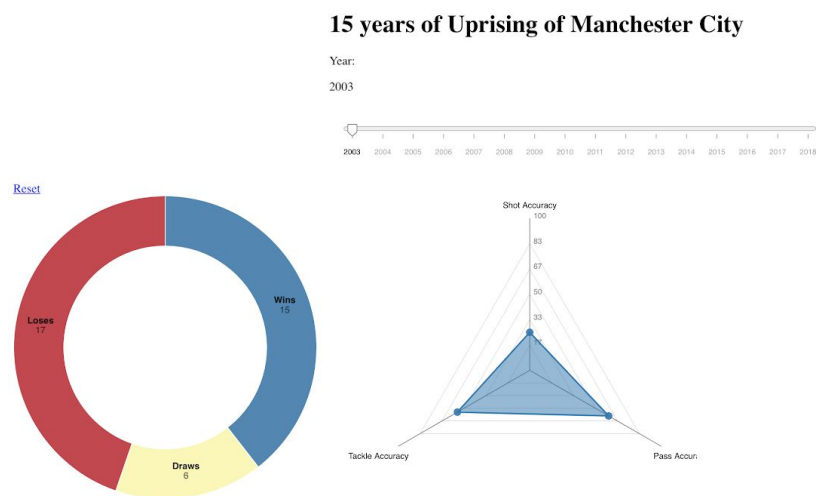 15 years of Uprising of Manchester City
Year:
2003
2003 2004 2005 2006 2007 2008 2009 2010 2011 2012 2013 2014 2015 2016 2017 2018
Reset
Wins
15
Loses
17
Draws
6
Shot Accuracy
100
83
67
50
33
17
Tackle Accuracy
Pass Accur